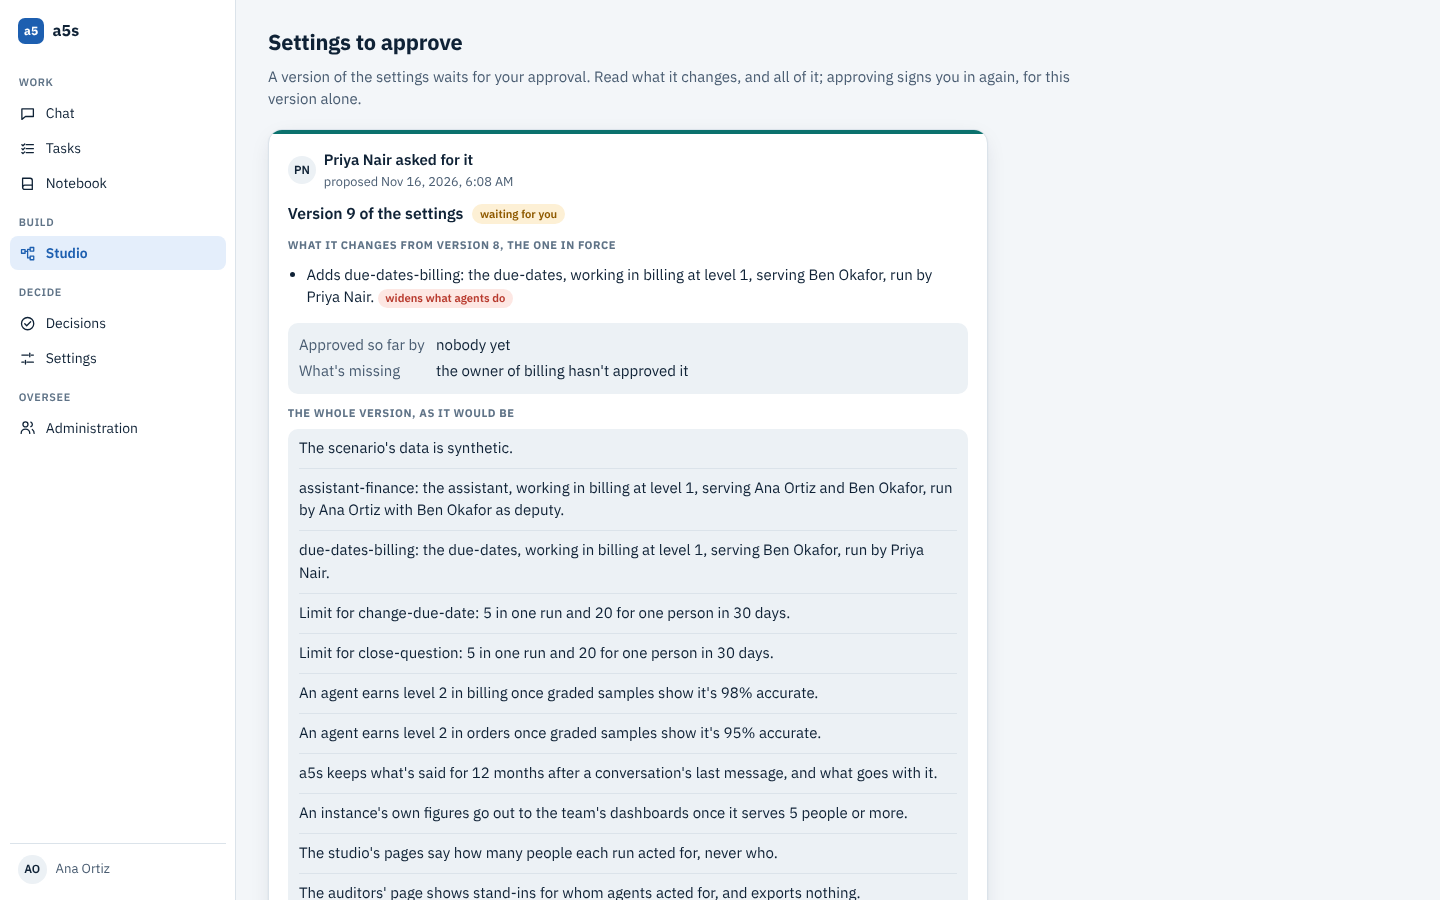 a5 a5s
WORK
Chat
Tasks
Notebook
BUILD
Studio
DECIDE
Decisions
Settings
OVERSEE
Administration
AO Ana Ortiz
Settings to approve
A version of the settings waits for your approval. Read what it changes, and all of it; approving signs you in again, for this
version alone.
PN Priya Nair asked for it
proposed Nov 16, 2026, 6:08 AM
Version 9 of the settings waiting for you
WHAT IT CHANGES FROM VERSION 8, THE ONE IN FORCE
• Adds due-dates-billing: the due-dates, working in billing at level 1, serving Ben Okafor, run by
Priya Nair. widens what agents do
Approved so far by nobody yet
What's missing the owner of billing hasn't approved it
THE WHOLE VERSION, AS IT WOULD BE
The scenario's data is synthetic.
assistant-finance: the assistant, working in billing at level 1, serving Ana Ortiz and Ben Okafor, run
by Ana Ortiz with Ben Okafor as deputy.
due-dates-billing: the due-dates, working in billing at level 1, serving Ben Okafor, run by Priya
Nair.
Limit for change-due-date: 5 in one run and 20 for one person in 30 days.
Limit for close-question: 5 in one run and 20 for one person in 30 days.
An agent earns level 2 in billing once graded samples show it's 98% accurate.
An agent earns level 2 in orders once graded samples show it's 95% accurate.
a5s keeps what's said for 12 months after a conversation's last message, and what goes with it.
An instance's own figures go out to the team's dashboards once it serves 5 people or more.
The studio's pages say how many people each run acted for, never who.
The auditors' page shows stand-ins for whom agents acted for, and exports nothing.